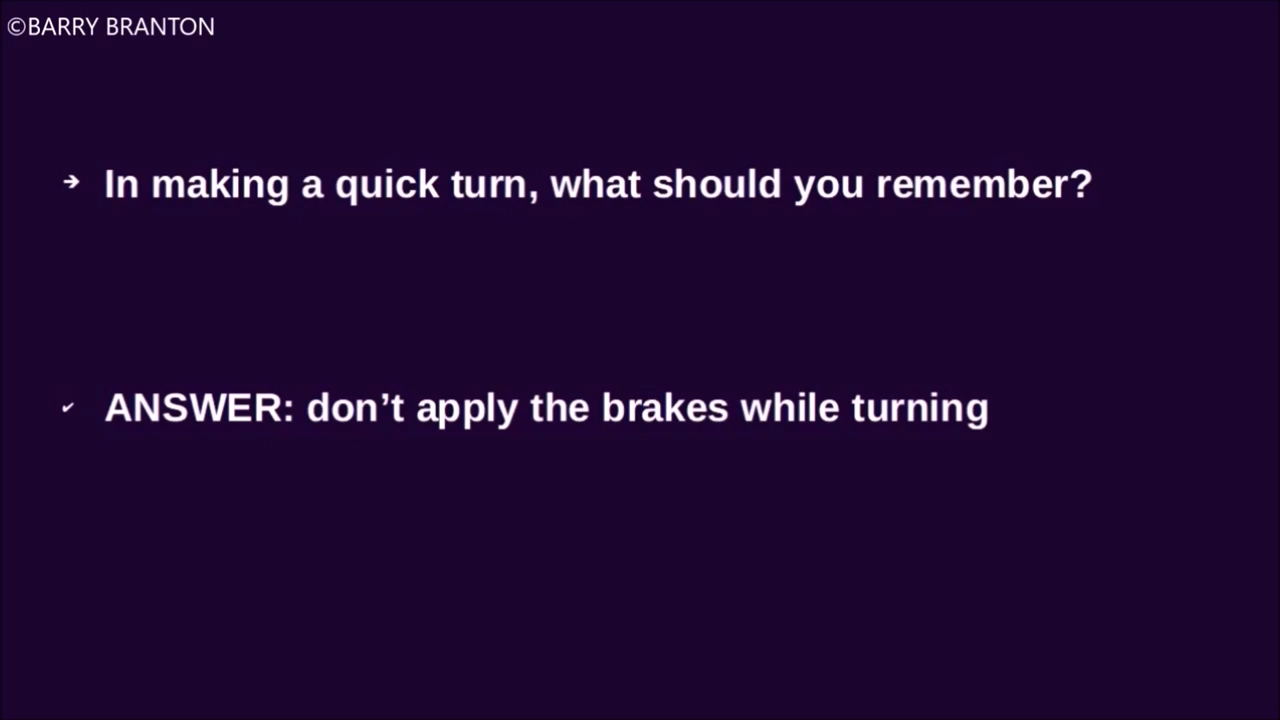 ©BARRY BRANTON
➔ In making a quick turn, what should you remember?
✔ ANSWER: don’t apply the brakes while turning